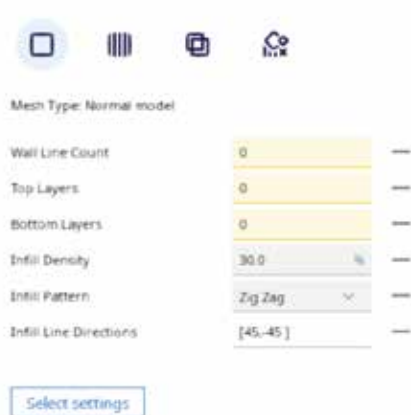 Mesh Type: Normal model
Wall Line Count 0
Top Layers 0
Bottom Layers 0
Infill Density 30.0 %
Infill Pattern Zig Zag
Infill Line Directions [45,-45 ]
Select settings